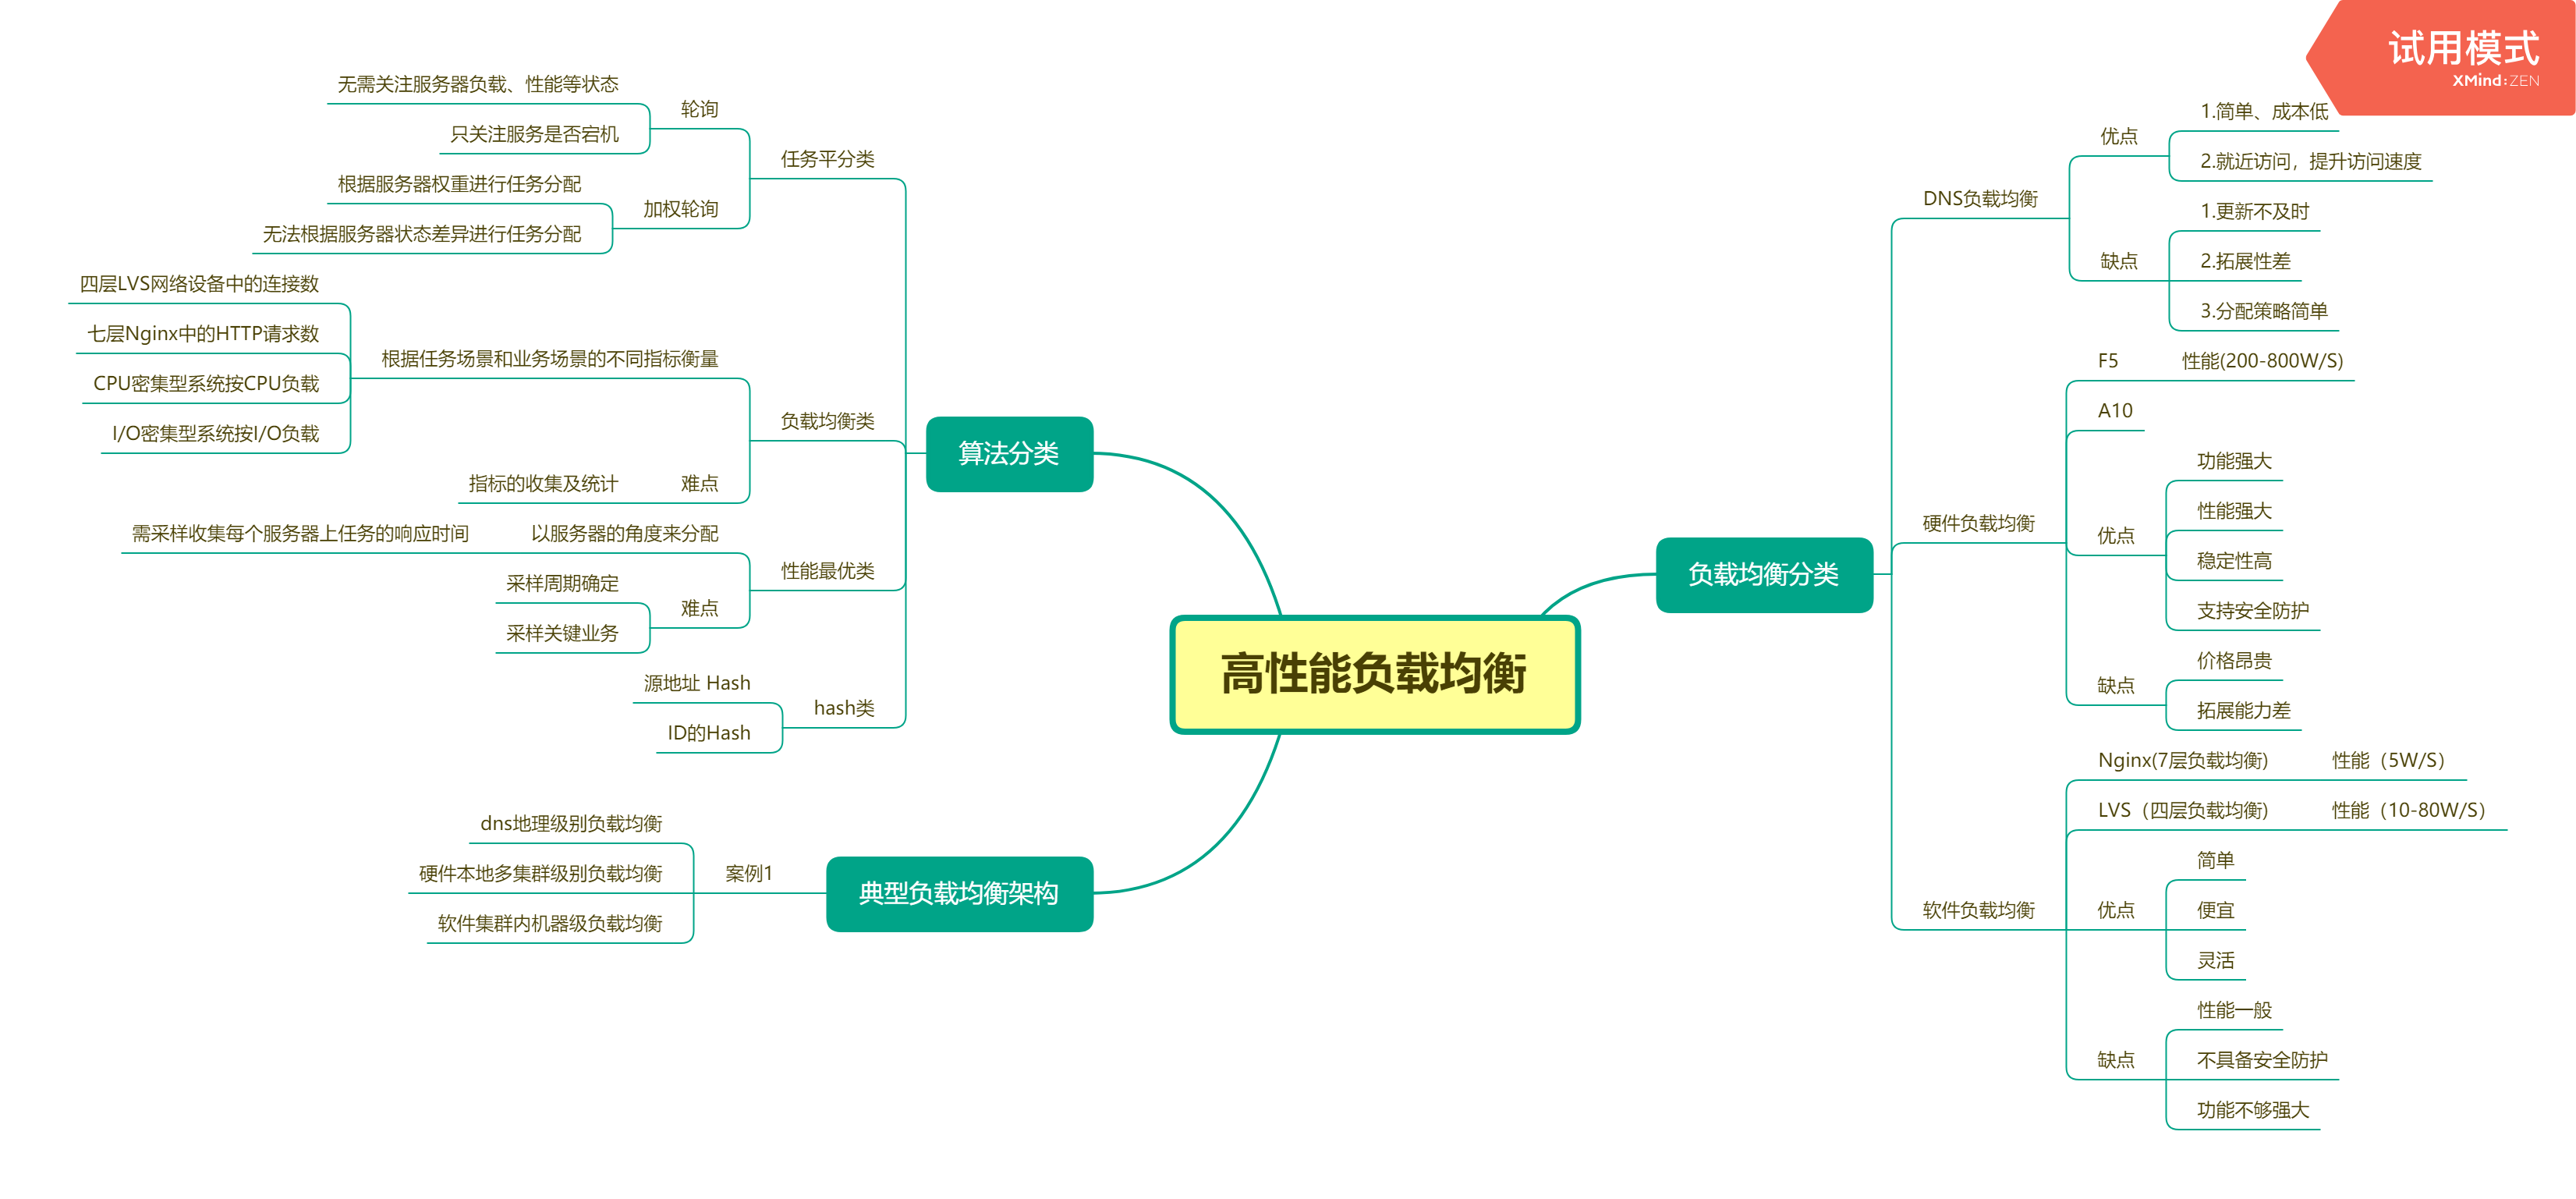 试用模式
XMind:ZEN
高性能负载均衡
负载均衡分类
DNS负载均衡
优点
1.简单、成本低
2.就近访问，提升访问速度
缺点
1.更新不及时
2.拓展性差
3.分配策略简单
硬件负载均衡
F5
性能(200-800W/S)
A10
优点
功能强大
性能强大
稳定性高
支持安全防护
缺点
价格昂贵
拓展能力差
软件负载均衡
Nginx(7层负载均衡)
性能（5W/S）
LVS（四层负载均衡)
性能（10-80W/S）
优点
简单
便宜
灵活
缺点
性能一般
不具备安全防护
功能不够强大
算法分类
任务平分类
轮询
无需关注服务器负载、性能等状态
只关注服务是否宕机
加权轮询
根据服务器权重进行任务分配
无法根据服务器状态差异进行任务分配
负载均衡类
根据任务场景和业务场景的不同指标衡量
四层LVS网络设备中的连接数
七层Nginx中的HTTP请求数
CPU密集型系统按CPU负载
I/O密集型系统按I/O负载
难点
指标的收集及统计
性能最优类
以服务器的角度来分配
需采样收集每个服务器上任务的响应时间
难点
采样周期确定
采样关键业务
hash类
源地址 Hash
ID的Hash
典型负载均衡架构
案例1
dns地理级别负载均衡
硬件本地多集群级别负载均衡
软件集群内机器级负载均衡